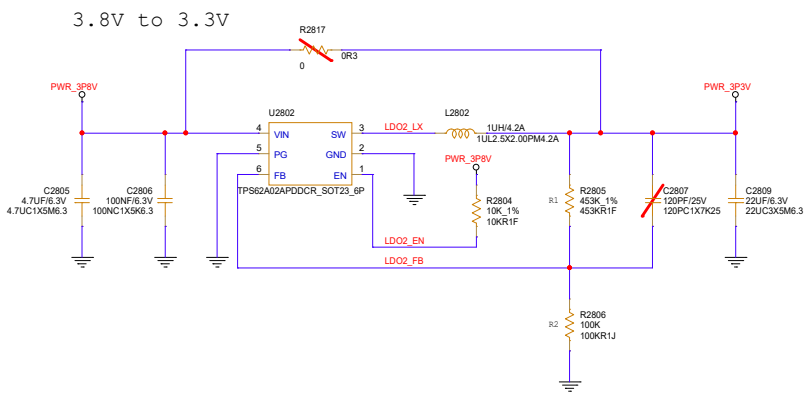 3.8V to 3.3V
R2817
0R3
0
PWR_3P8V
PWR_3P3V
U2802
L2802
4
VIN
SW
3
LDO2_LX
1UH/4.2A
1UL2.5X2.00PM4.2A
5
PG
GND
2
PWR_3P8V
6
FB
EN
1
TPS62A02APDDCR_SOT23_6P
C2805
4.7UF/6.3V
4.7UC1X5M6.3
C2806
100NF/6.3V
100NC1X5K6.3
R2804
10K_1%
10KR1F
R1
R2805
453K_1%
453KR1F
C2807
120PF/25V
120PC1X7K25
C2809
22UF/6.3V
22UC3X5M6.3
LDO2_EN
LDO2_FB
R2
R2806
100K
100KR1J